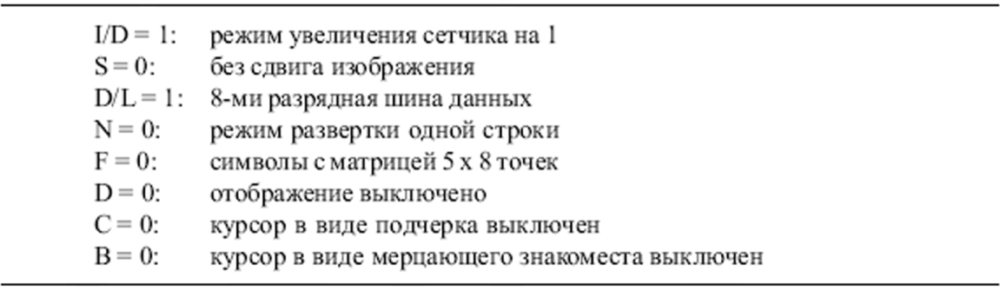 I/D = 1: режим увеличения сетчика на 1
S = 0: без сдвига изображения
D/L = 1: 8-ми разрядная шина данных
N = 0: режим развертки одной строки
F = 0: символы с матрицей 5 x 8 точек
D = 0: отображение выключено
C = 0: курсор в виде подчерка выключен
B = 0: курсор в виде мерцающего знакоместа выключен